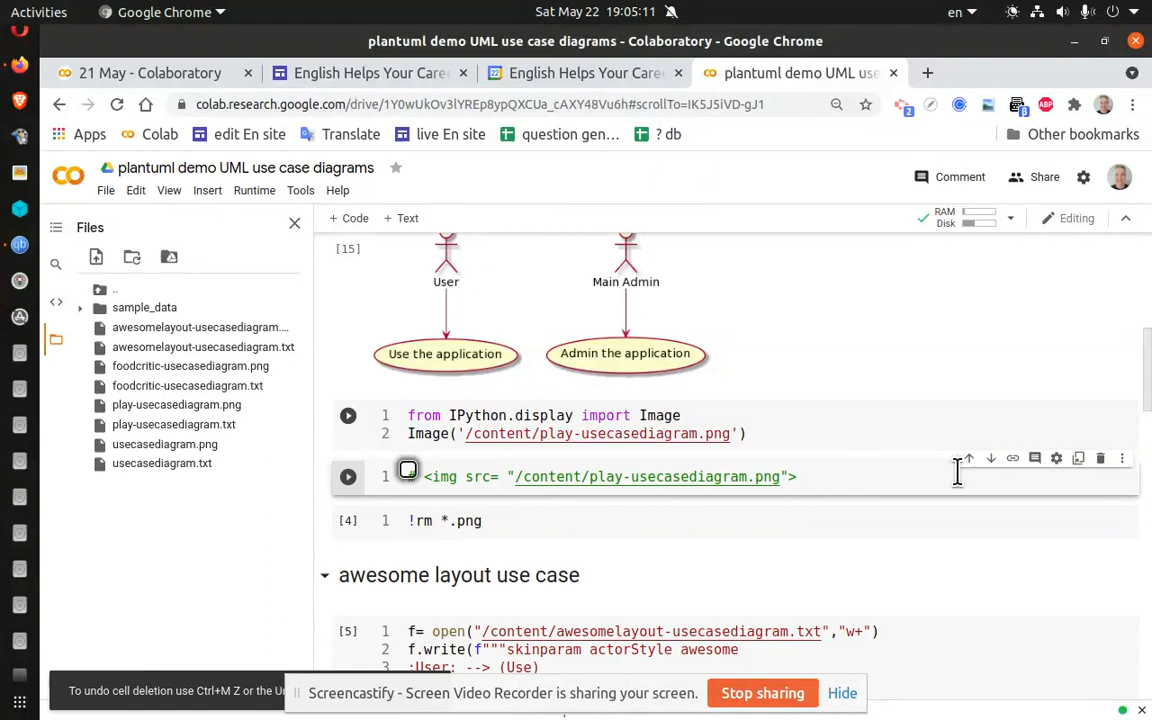 Activities
Google Chrome
Sat May 22 19:05:11
en
plantuml demo UML use case diagrams - Colaboratory - Google Chrome
21 May - Colaboratory
English Helps Your Caree
English Helps Your Caree
plantuml demo UML use
colab.research.google.com/drive/1Y0wUkOv3lYREp8ypQXCUa_cAXY48Vu6h#scrollTo=IK5J5iVD-gJ1
2
β
ABP
Apps
Colab
edit En site
Translate
live En site
question gen...
? db
Other bookmarks
plantuml demo UML use case diagrams
Comment
Share
File
Edit
View
Insert
Runtime
Tools
Help
Files
+ Code
+ Text
RAM
Disk
Editing
..
sample_data
awesomelayout-usecasediagram....
awesomelayout-usecasediagram.txt
foodcritic-usecasediagram.png
foodcritic-usecasediagram.txt
play-usecasediagram.png
play-usecasediagram.txt
usecasediagram.png
usecasediagram.txt
[15]
User
Main Admin
Use the application
Admin the application
1 from IPython.display import Image
2 Image('/content/play-usecasediagram.png')
1 # <img src= "/content/play-usecasediagram.png">
[4] 1 !rm *.png
awesome layout use case
[5] 1 f= open("/content/awesomelayout-usecasediagram.txt","w+")
2 f.write(f"""skinparam actorStyle awesome
3 :User: --> (Use)
To undo cell deletion use Ctrl+M Z or the Un
Screencastify - Screen Video Recorder is sharing your screen.
Stop sharing
Hide